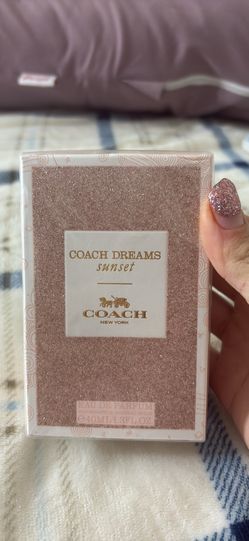 COACH DREAMS
sunset
COACH
NEW YORK
EAU DE PARFUM